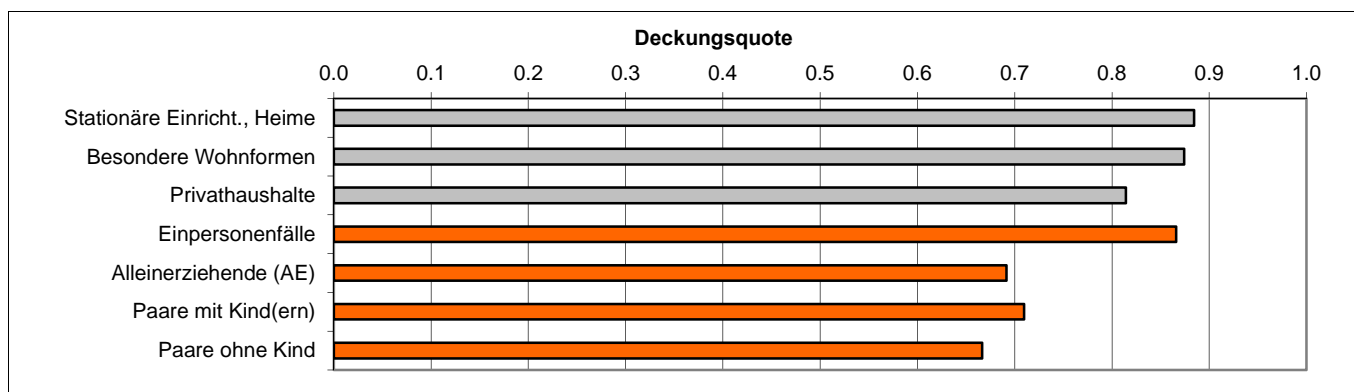 Deckungsquote
0.0 0.1 0.2 0.3 0.4 0.5 0.6 0.7 0.8 0.9 1.0
Stationäre Einricht., Heime
Besondere Wohnformen
Privathaushalte
Einpersonenfälle
Alleinerziehende (AE)
Paare mit Kind(ern)
Paare ohne Kind